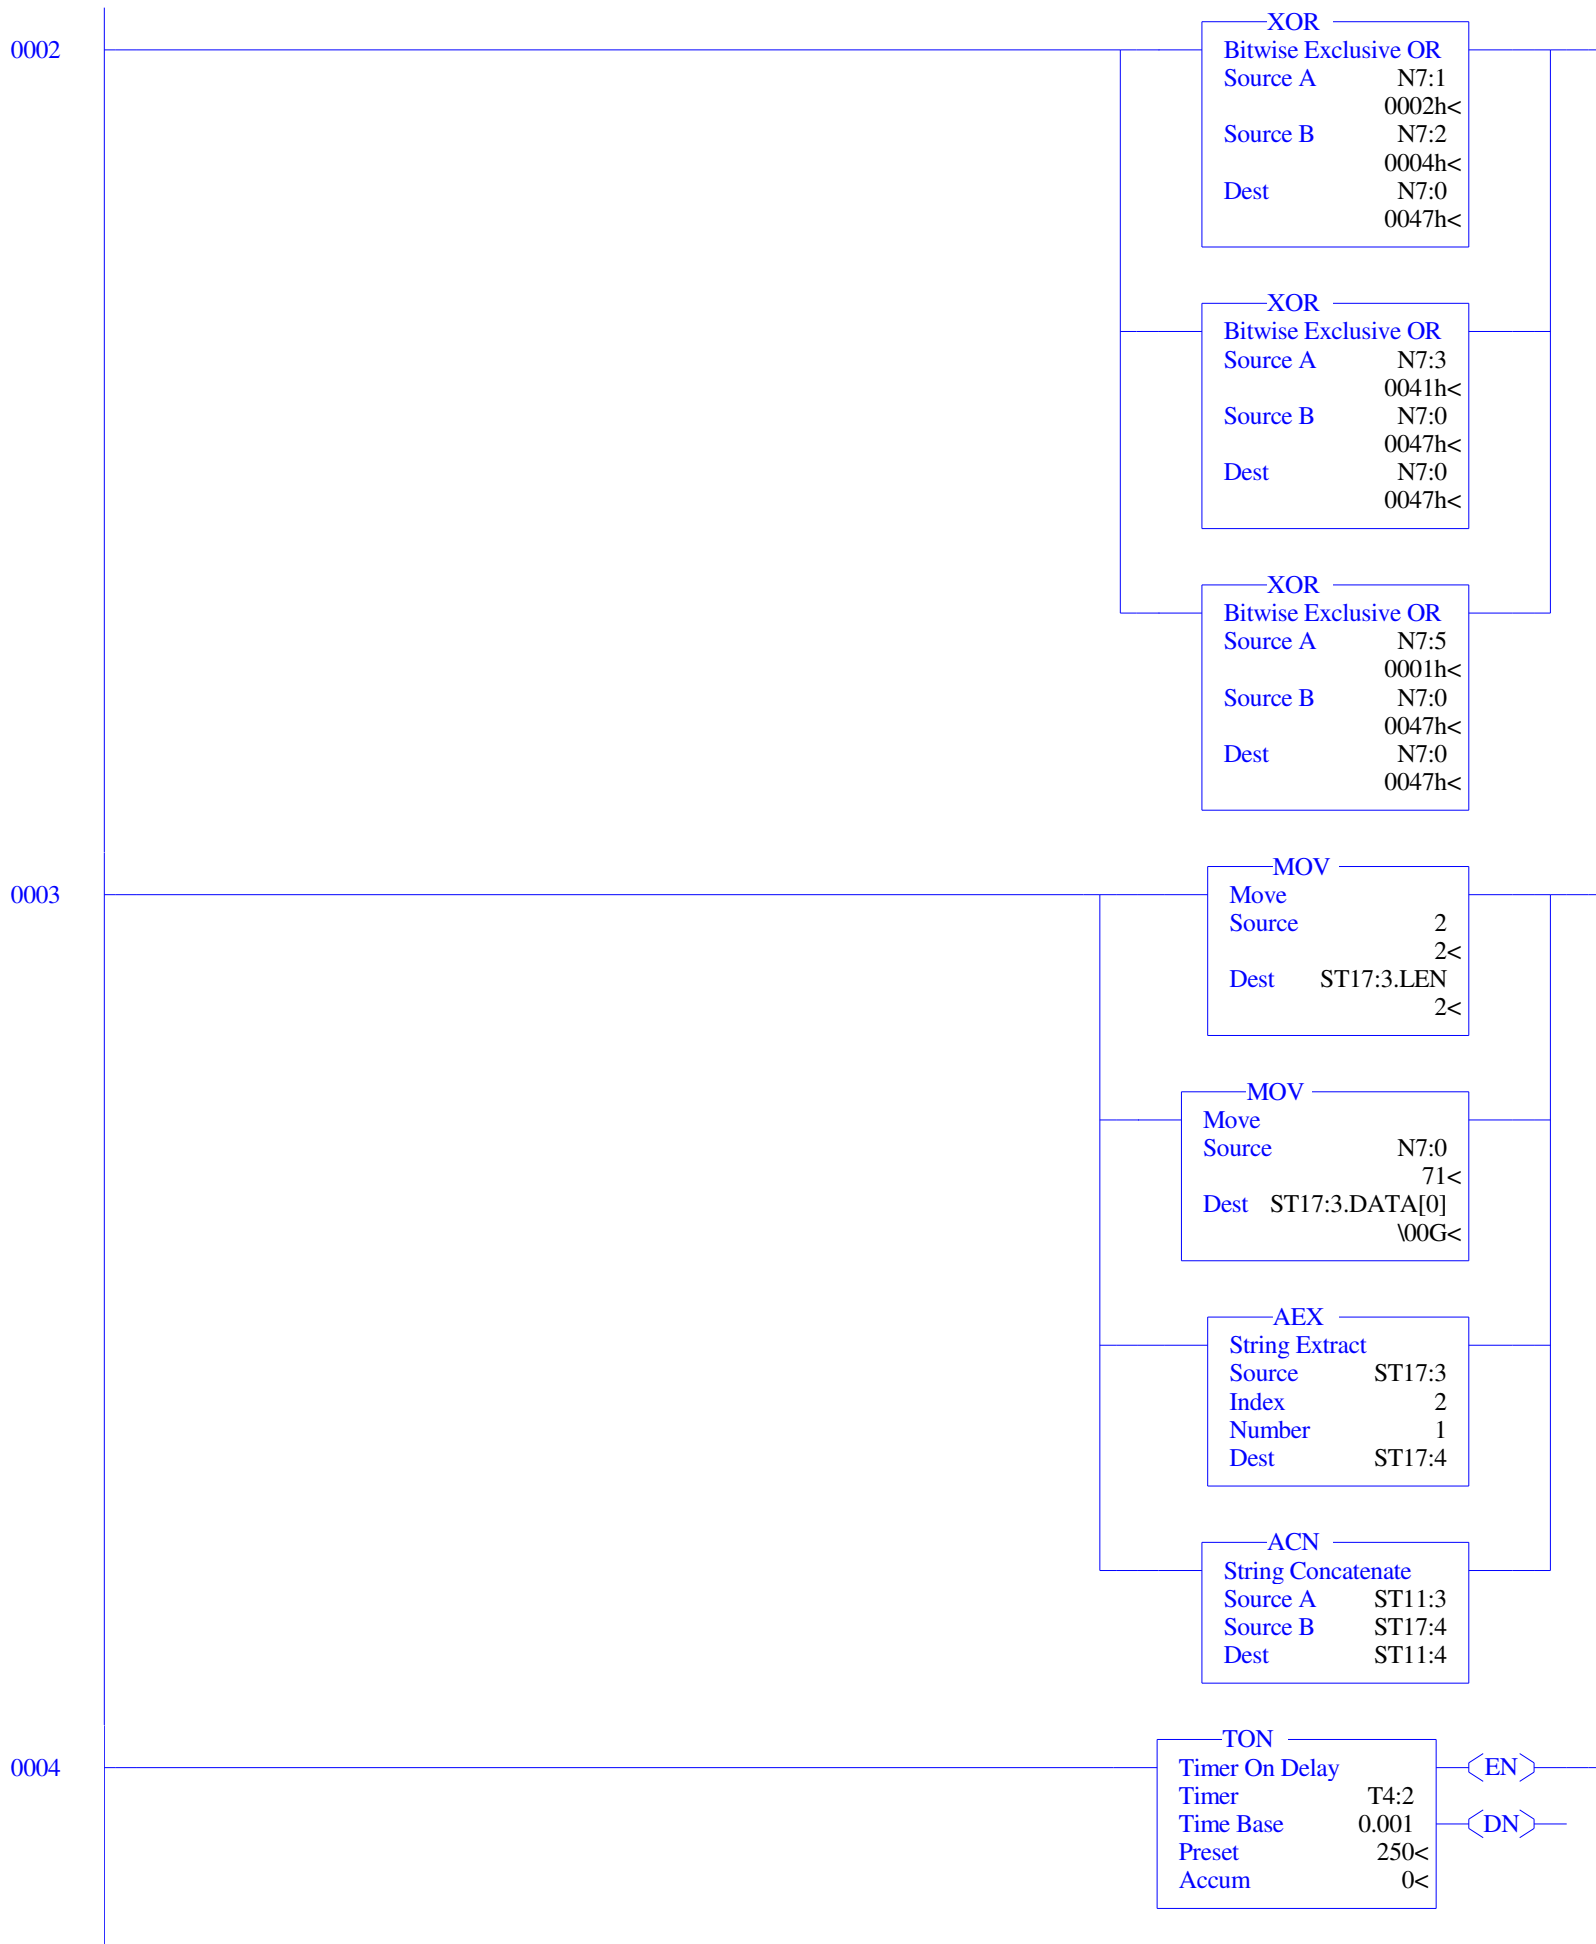 XOR
0002
Bitwise Exclusive OR
Source A N7:1
0002h<
Source B N7:2
0004h<
Dest N7:0
0047h<
XOR
Bitwise Exclusive OR
Source A N7:3
0041h<
Source B N7:0
0047h<
Dest N7:0
0047h<
XOR
Bitwise Exclusive OR
Source A N7:5
0001h<
Source B N7:0
0047h<
Dest N7:0
0047h<
MOV
0003
Move
Source 2
2<
Dest ST17:3.LEN
2<
MOV
Move
Source N7:0
71<
Dest ST17:3.DATA[0]
\00G<
AEX
String Extract
Source ST17:3
Index 2
Number 1
Dest ST17:4
ACN
String Concatenate
Source A ST11:3
Source B ST17:4
Dest ST11:4
TON
0004
Timer On Delay EN
Timer T4:2
Time Base 0.001 DN
Preset 250<
Accum 0<